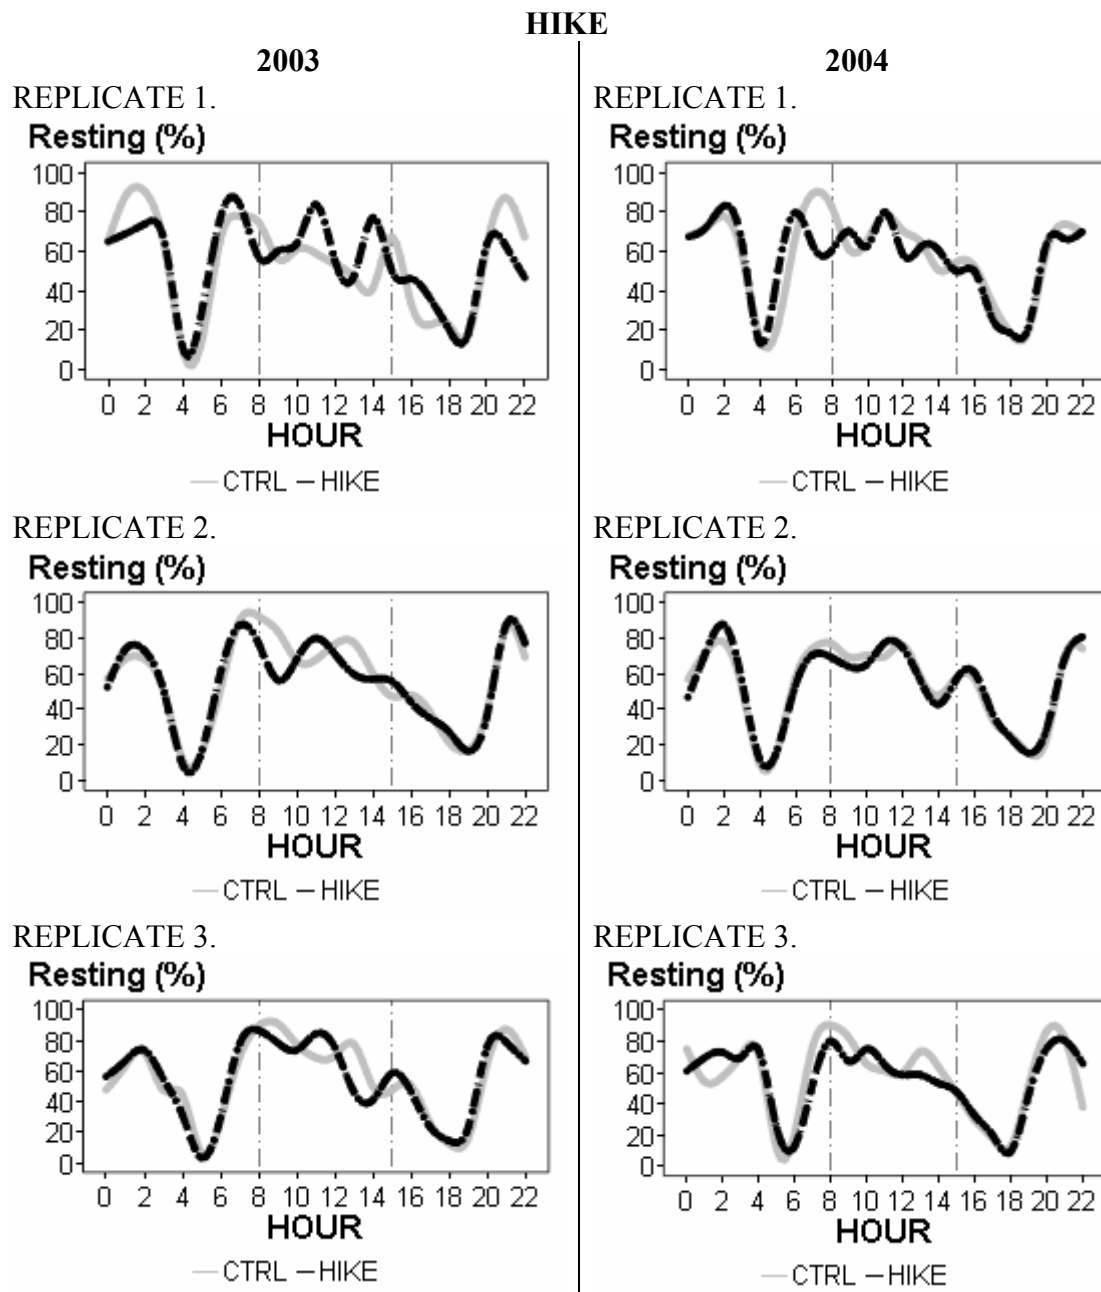 HIKE
2003
REPLICATE 1.
Resting (%)
100
80
60
40
20
0
0 2 4 6 8 10 12 14 16 18 20 22
HOUR
CTRL HIKE
REPLICATE 2.
Resting (%)
100
80
60
40
20
0
0 2 4 6 8 10 12 14 16 18 20 22
HOUR
CTRL HIKE
REPLICATE 3.
Resting (%)
100
80
60
40
20
0
0 2 4 6 8 10 12 14 16 18 20 22
HOUR
CTRL HIKE
2004
REPLICATE 1.
Resting (%)
100
80
60
40
20
0
0 2 4 6 8 10 12 14 16 18 20 22
HOUR
CTRL HIKE
REPLICATE 2.
Resting (%)
100
80
60
40
20
0
0 2 4 6 8 10 12 14 16 18 20 22
HOUR
CTRL HIKE
REPLICATE 3.
Resting (%)
100
80
60
40
20
0
0 2 4 6 8 10 12 14 16 18 20 22
HOUR
CTRL HIKE